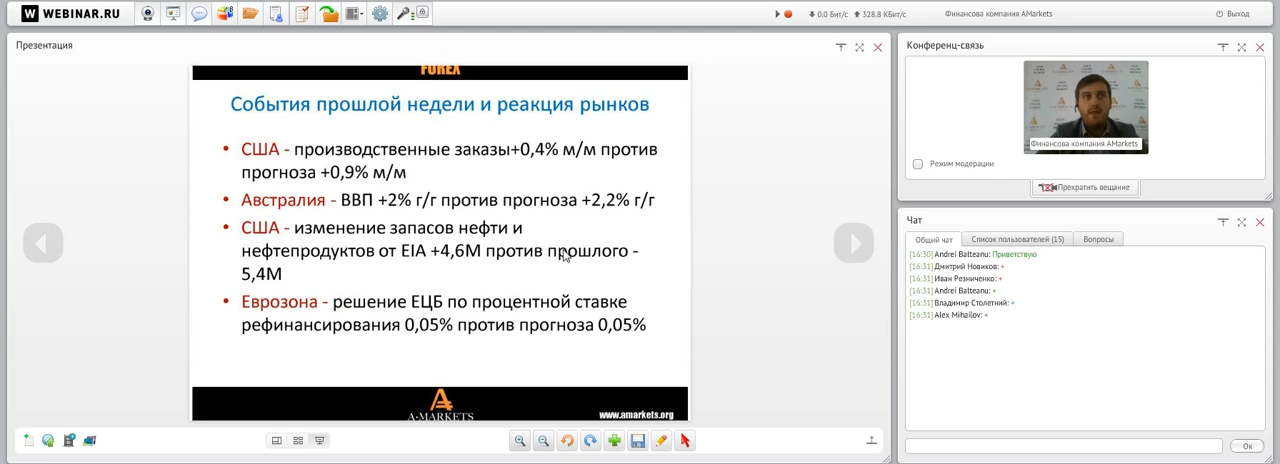 W WEBINAR.RU
0.0 Бит/с 328.8 КБит/с
Финансова компания AMarkets
Выход
Презентация
FOREX
События прошлой недели и реакция рынков
• США - производственные заказы+0,4% м/м против
прогноза +0,9% м/м
• Австралия - ВВП +2% г/г против прогноза +2,2% г/г
• США - изменение запасов нефти и
нефтепродуктов от EIA +4,6М против прошлого -
5,4М
• Еврозона - решение ЕЦБ по процентной ставке
рефинансирования 0,05% против прогноза 0,05%
A-MARKETS
www.amarkets.org
Конференц-связь
Финансова компания AMarkets
Режим модерации
Прекратить вещание
Чат
Общий чат Список пользователей (15) Вопросы
[16:30] Andrei Balteanu: Приветствую
[16:31] Дмитрий Новиков: +
[16:31] Иван Резниченко: +
[16:31] Andrei Balteanu: +
[16:31] Владимир Столетний: +
[16:31] Alex Mihailov: +
Ок